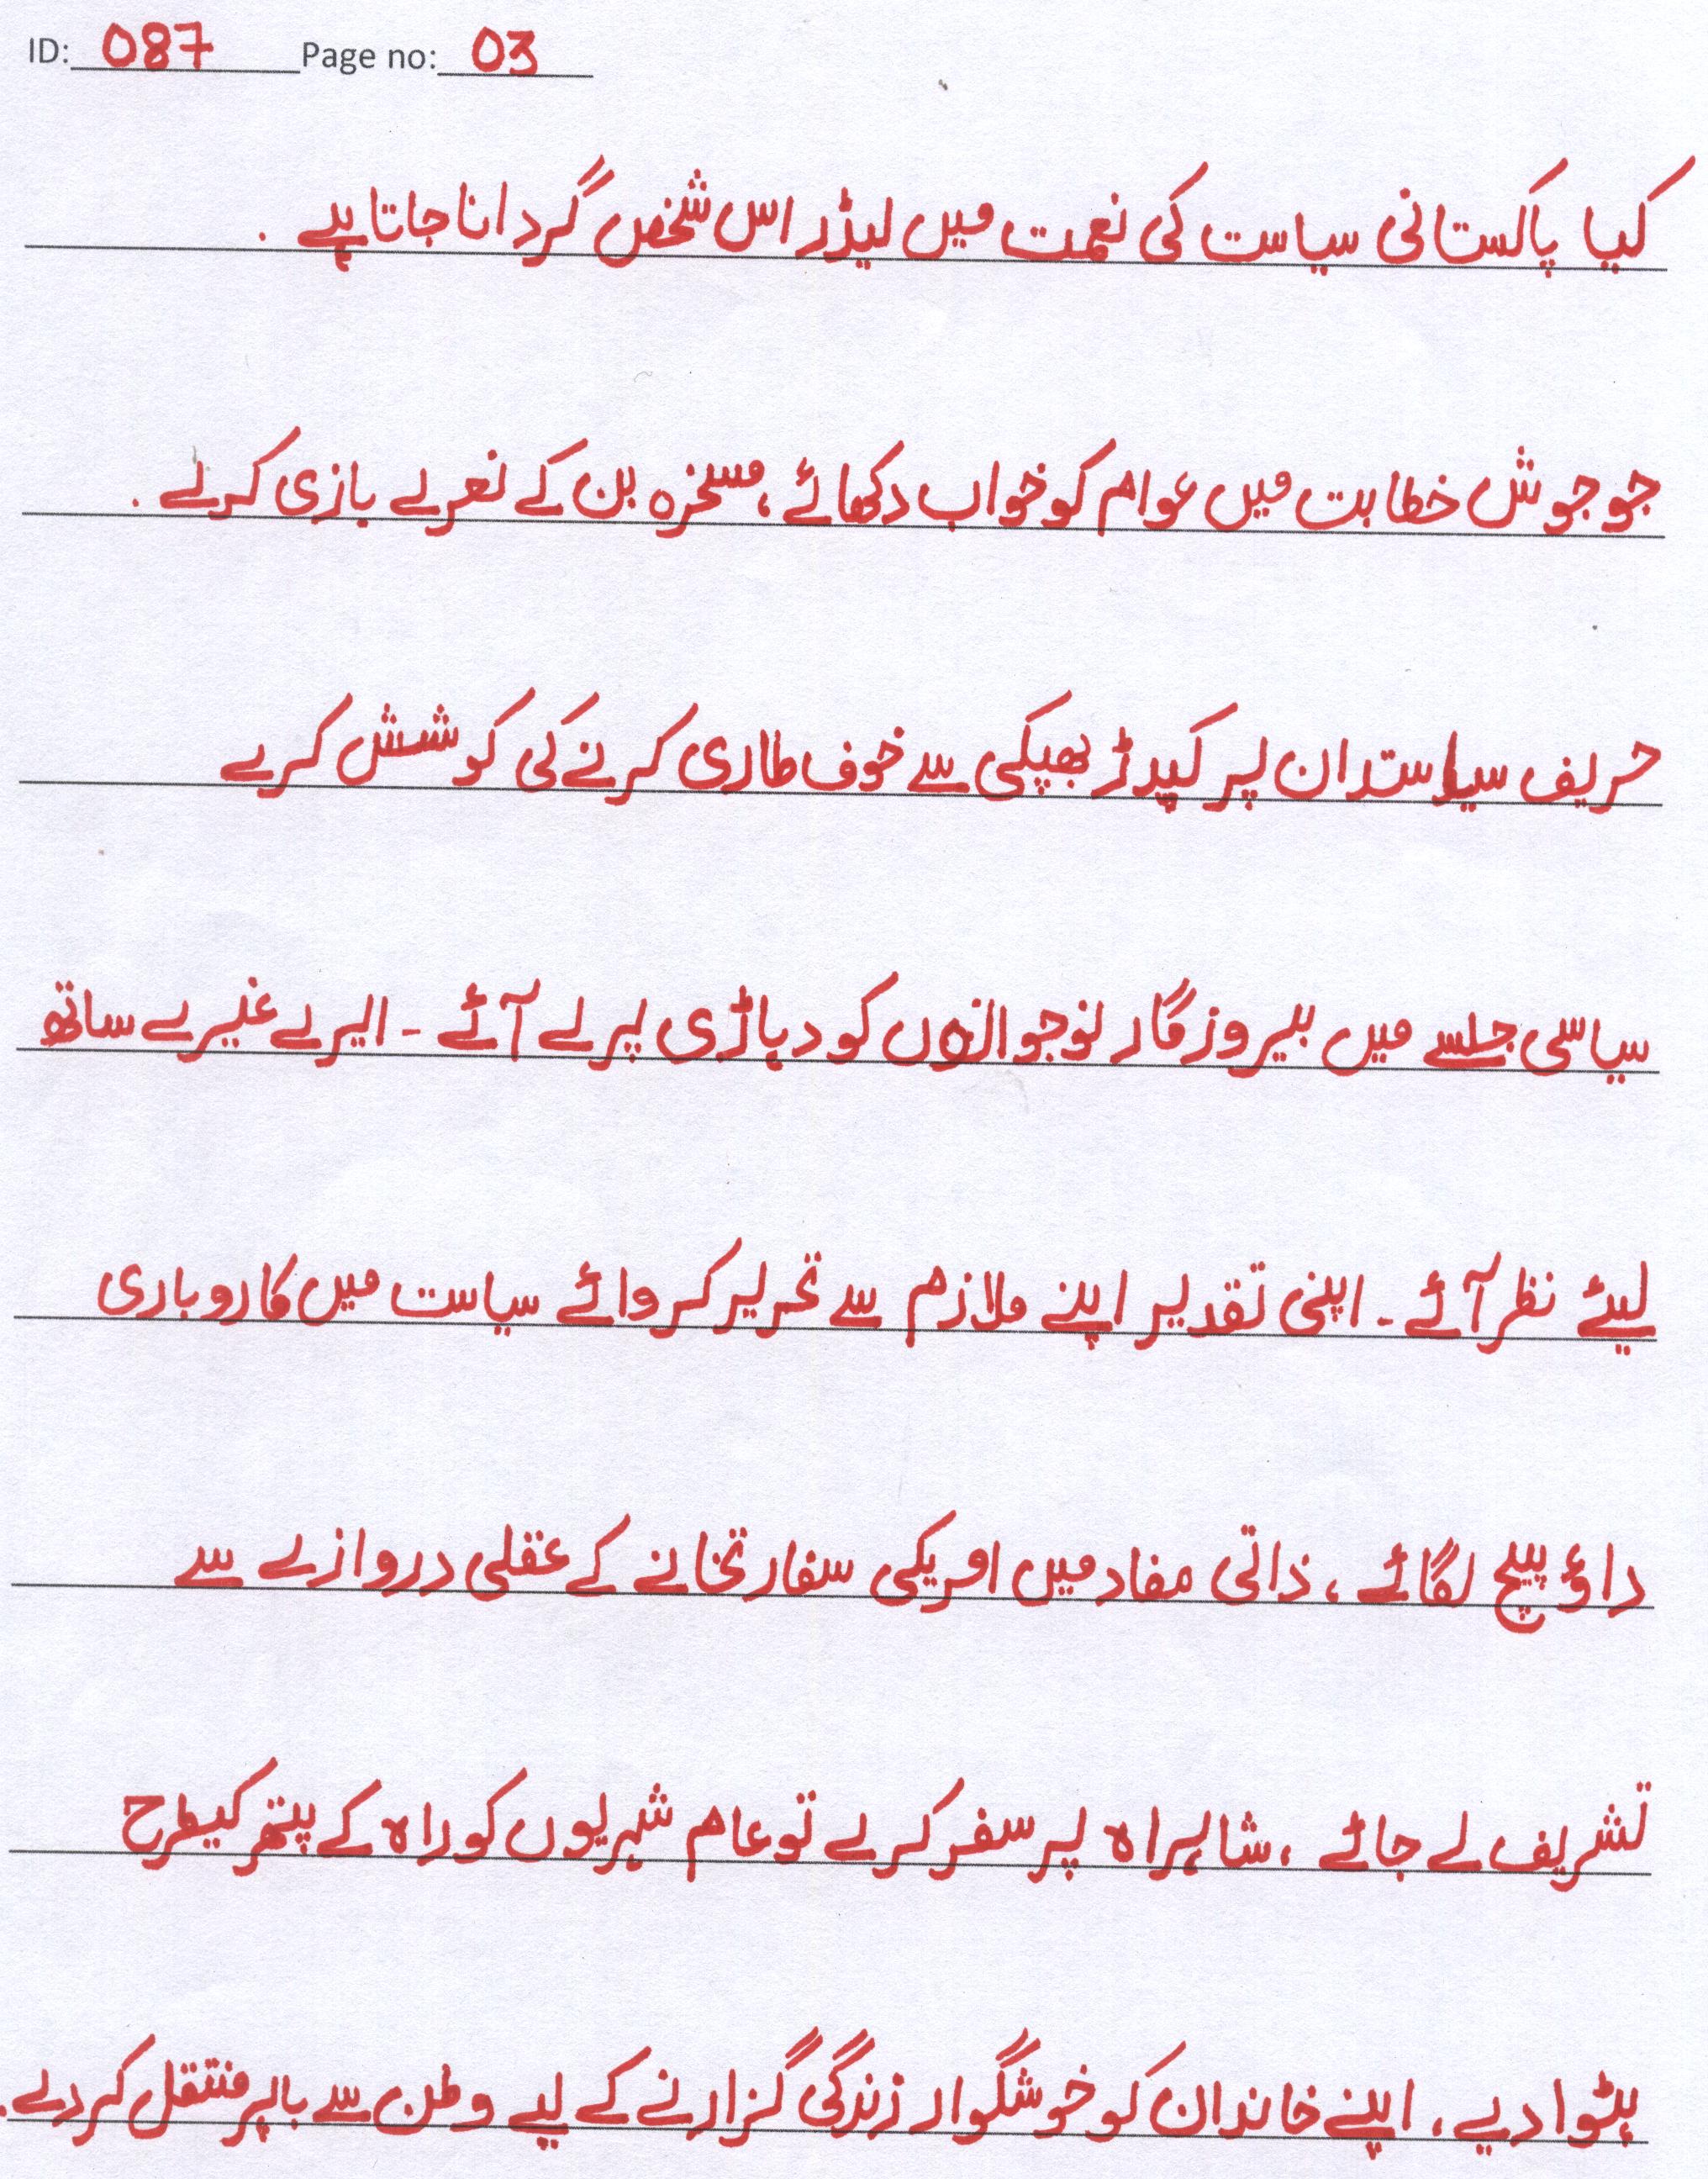 ID: 087 Page no: 03
کیا پاکستانی سیاست کی نعمت میں لیڈر اس شخص گردانا جاتا ہے .
جو جوش خطابت میں عوام کو خواب دکھائے ، مسخرہ بن کے نعرے بازی کرے .
حریف سیاستدان پر کیدڑ بھپکی سے خوف طاری کرنے کی کوشش کرے
سیاسی جلسے میں بیروزگار نوجوانوں کو دہاڑی پر لے آئے - ایرے غیرے ساتھ
لیئے نظر آئے - اپنی تقدیر اپنے ملازم سے تحریر کروائے سیاست میں کاروباری
داؤ پیچ لگائے ، ذاتی مفاد میں امریکی سفارتخانے کے عقلی دروازے سے
تشریف لے جائے ، شاہراہ پر سفر کرے تو عام شہریوں کو راہ کے پتھر کیطرح
ہٹوا دیے ، اپنے خاندان کو خوشگوار زندگی گزارنے کے لیے وطن سے باہر منتقل کر دے .